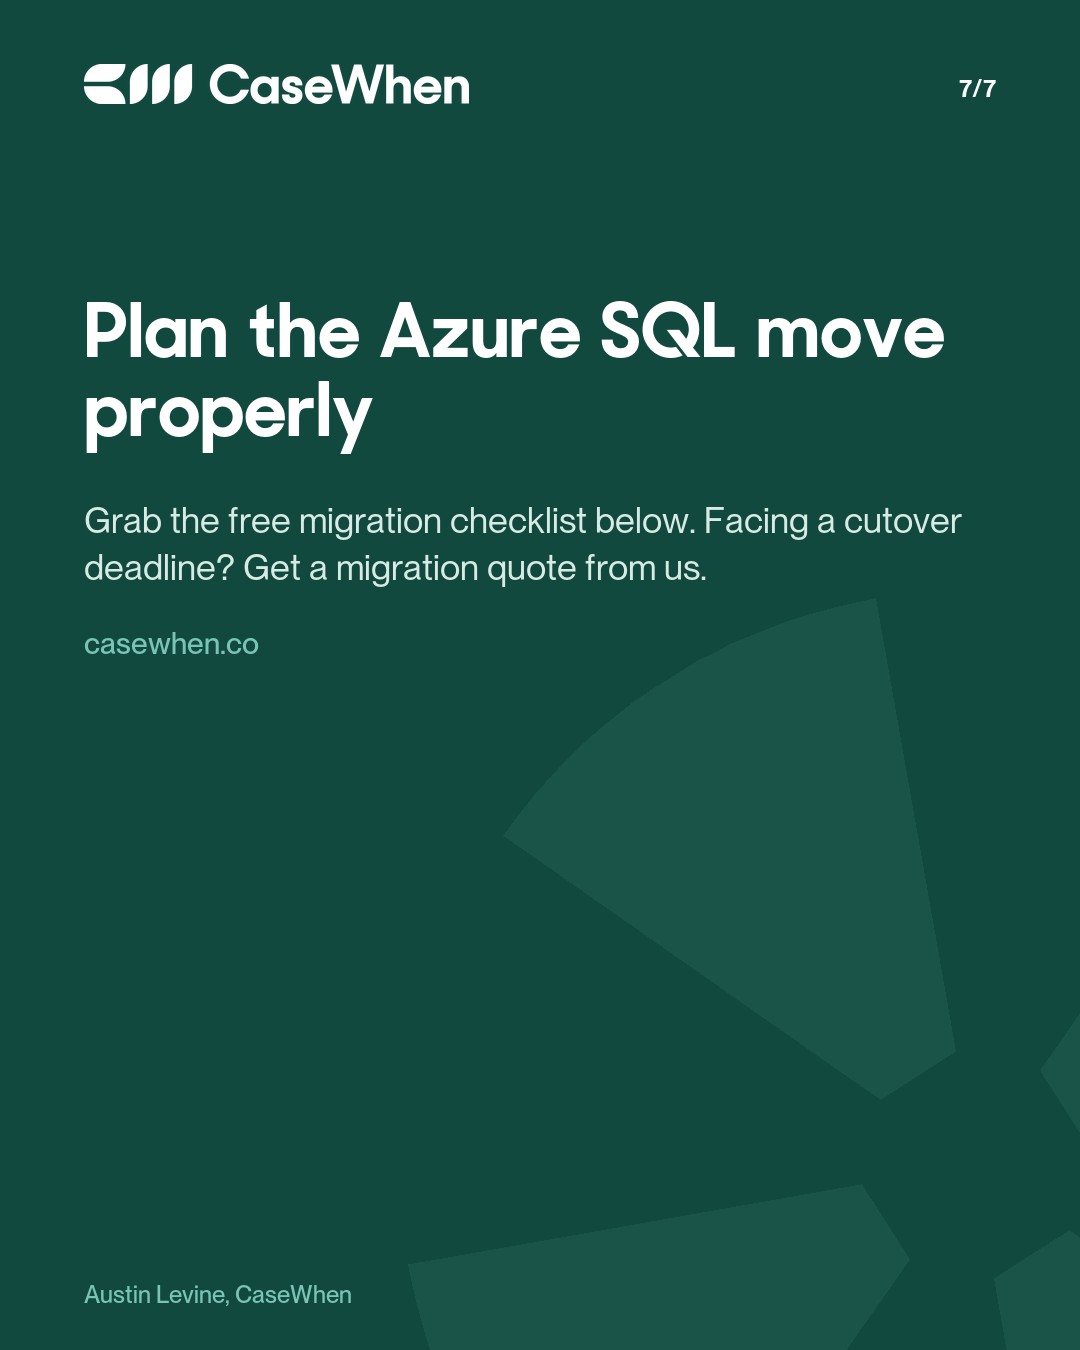 CaseWhen
7/7
Plan the Azure SQL move
properly
Grab the free migration checklist below. Facing a cutover
deadline? Get a migration quote from us.
casewhen.co
Austin Levine, CaseWhen